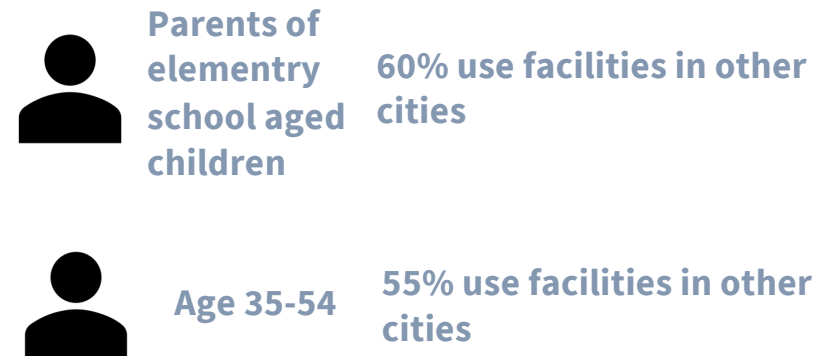 Parents of
elementry
school aged
children
60% use facilities in other
cities
Age 35-54
55% use facilities in other
cities